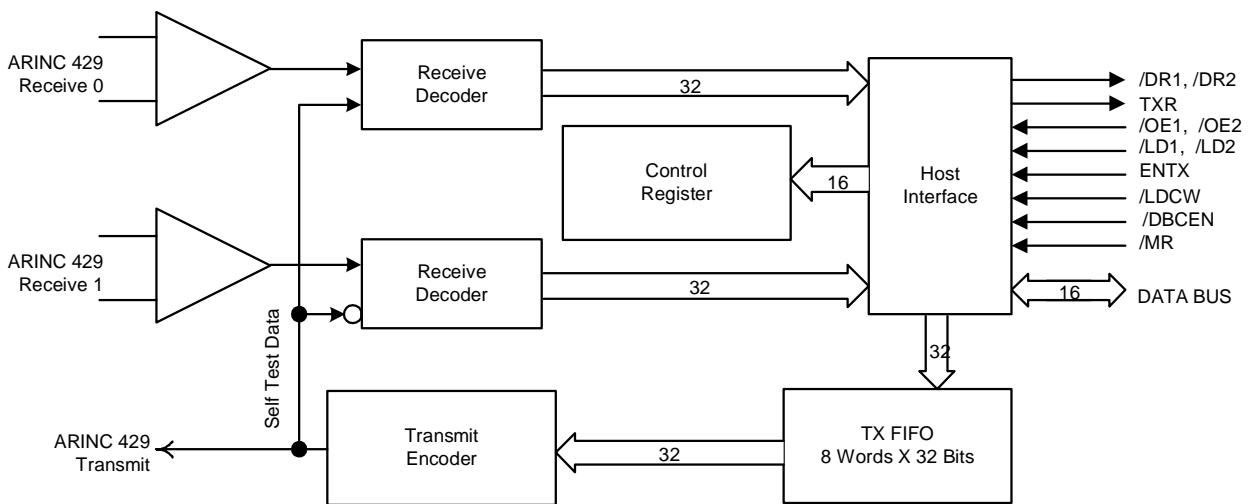 ARINC 429
Receive 0
Receive
Decoder
32
/DR1, /DR2
TXR
/OE1, /OE2
/LD1, /LD2
ENTX
/LDCW
/DBCEN
/MR
Control
Register
16
Host
Interface
ARINC 429
Receive 1
Receive
Decoder
32
16
DATA BUS
Self Test Data
32
ARINC 429
Transmit
Transmit
Encoder
32
TX FIFO
8 Words X 32 Bits